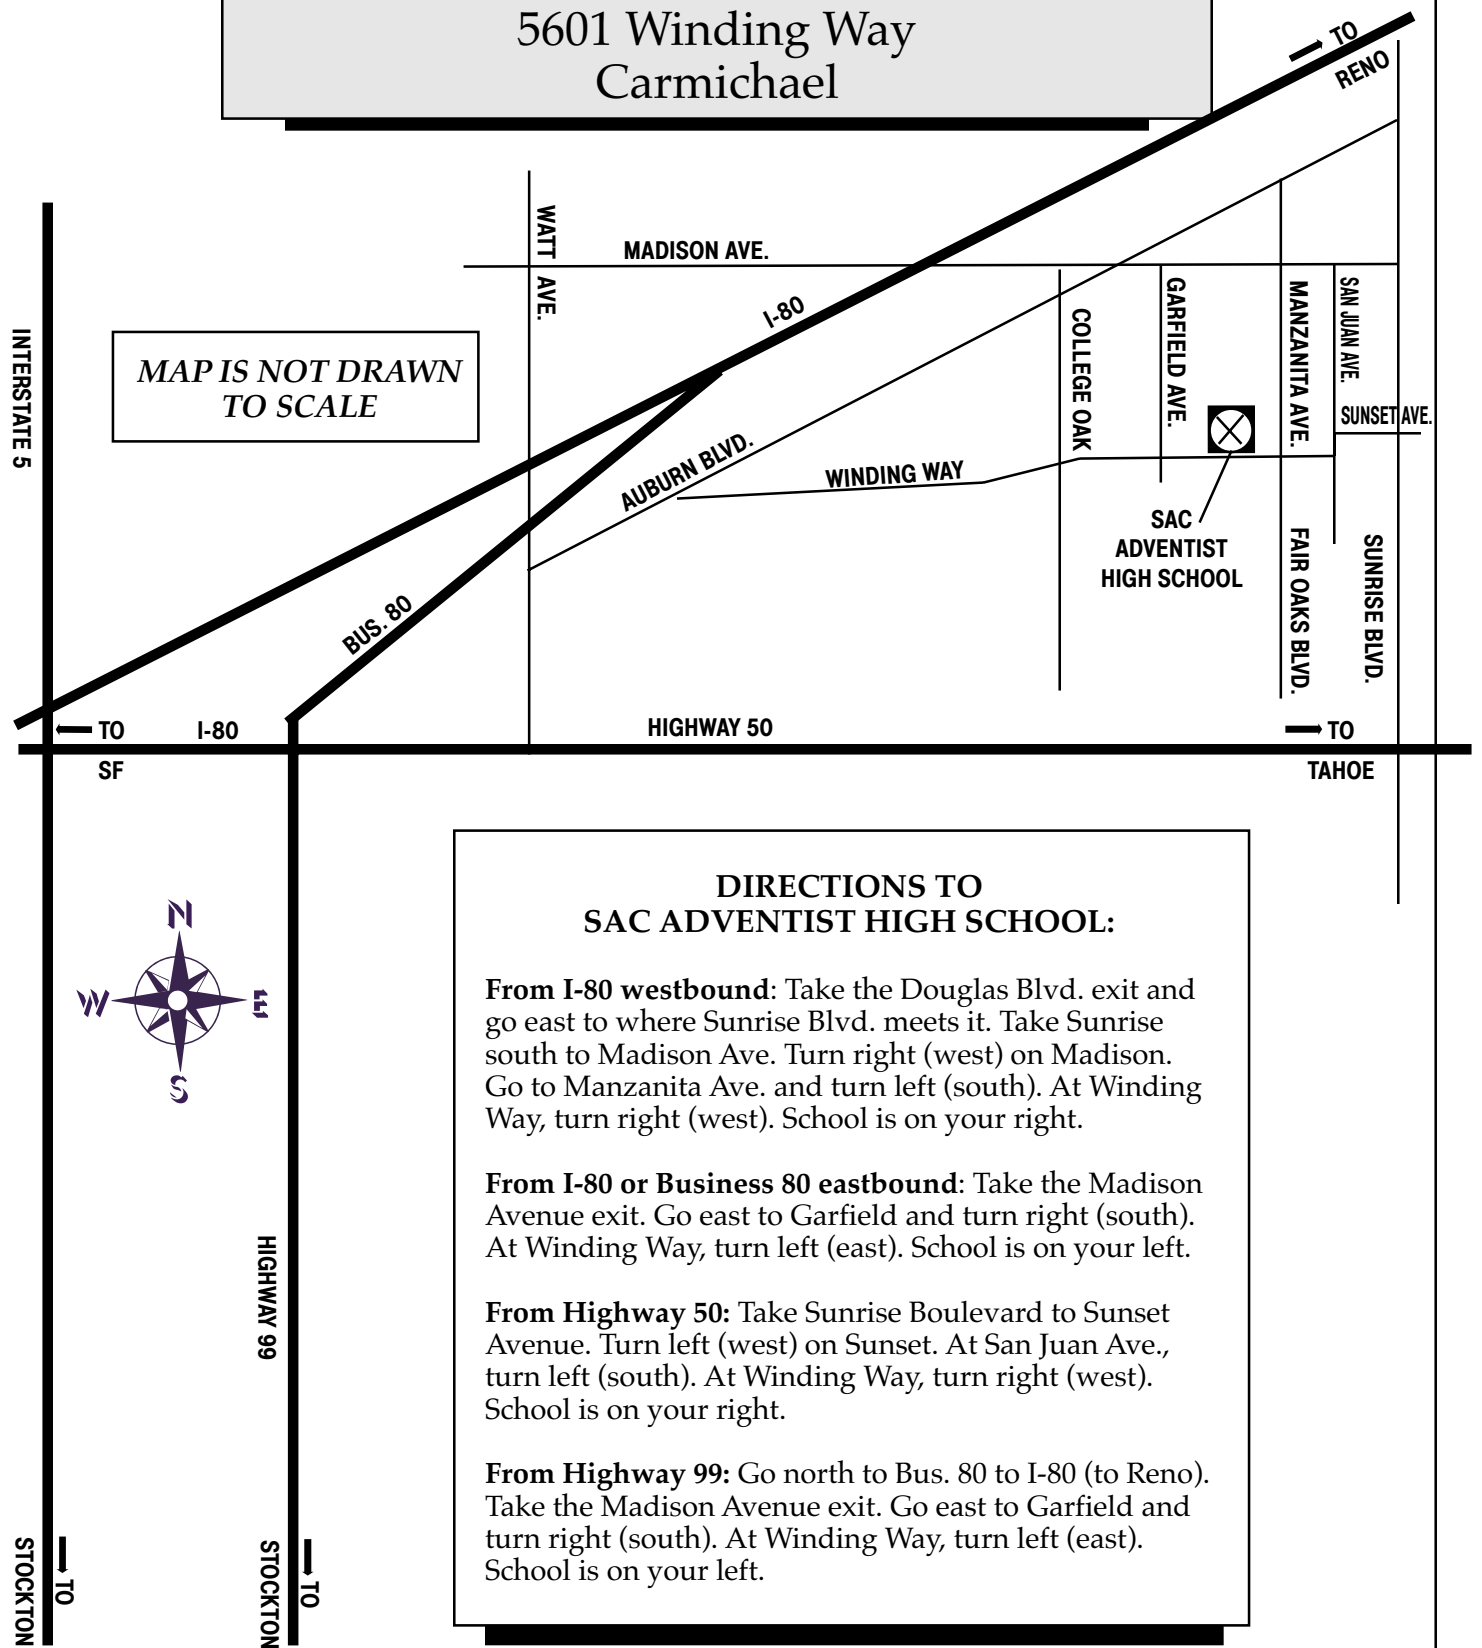 5601 Winding Way
Carmichael
TO
RENO
WATT AVE.
MADISON AVE.
I-80
INTERSTATE 5
MAP IS NOT DRAWN
TO SCALE
COLLEGE OAK
GARFIELD AVE.
MANZANITA AVE.
SAN JUAN AVE.
SUNSET AVE.
AUBURN BLVD.
WINDING WAY
SAC
ADVENTIST
HIGH SCHOOL
FAIR OAKS BLVD.
SUNRISE BLVD.
BUS. 80
TO
SF
I-80
HIGHWAY 50
TO
TAHOE
N
W
E
S
HIGHWAY 99
STOCKTON
TO
STOCKTON
TO
DIRECTIONS TO
SAC ADVENTIST HIGH SCHOOL:
From I-80 westbound: Take the Douglas Blvd. exit and
go east to where Sunrise Blvd. meets it. Take Sunrise
south to Madison Ave. Turn right (west) on Madison.
Go to Manzanita Ave. and turn left (south). At Winding
Way, turn right (west). School is on your right.
From I-80 or Business 80 eastbound: Take the Madison
Avenue exit. Go east to Garfield and turn right (south).
At Winding Way, turn left (east). School is on your left.
From Highway 50: Take Sunrise Boulevard to Sunset
Avenue. Turn left (west) on Sunset. At San Juan Ave.,
turn left (south). At Winding Way, turn right (west).
School is on your right.
From Highway 99: Go north to Bus. 80 to I-80 (to Reno).
Take the Madison Avenue exit. Go east to Garfield and
turn right (south). At Winding Way, turn left (east).
School is on your left.